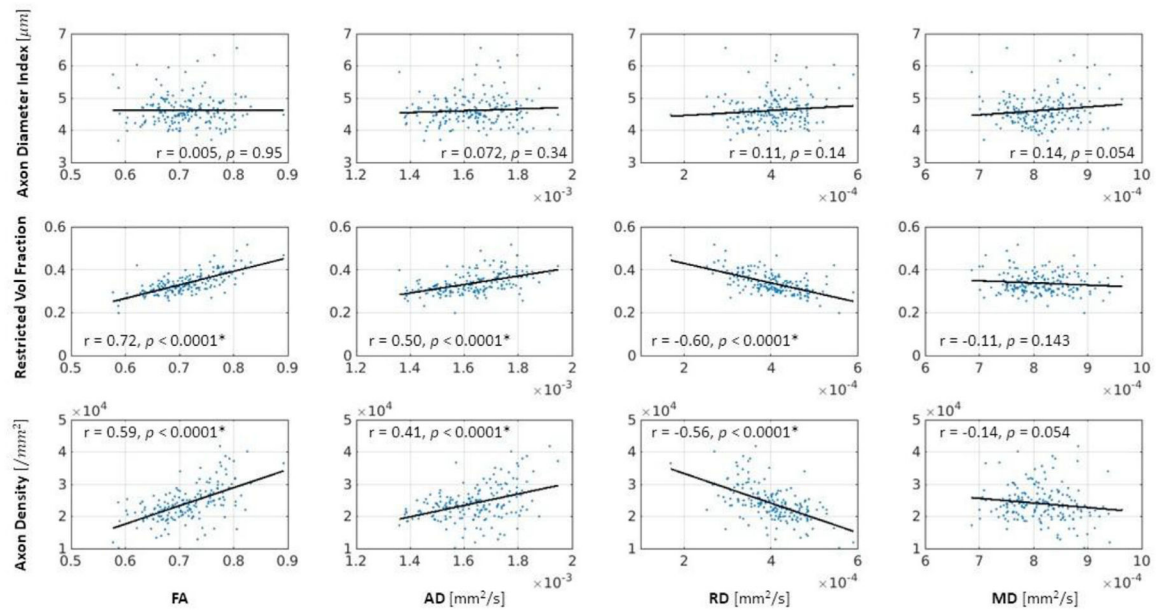 Axon Diameter Index [μm]
7
6
5
4
3
r = 0.005, p = 0.95
0.5 0.6 0.7 0.8 0.9
7
6
5
4
3
r = 0.072, p = 0.34
1.2 1.4 1.6 1.8 2
×10⁻³
7
6
5
4
3
r = 0.11, p = 0.14
2 4 6
×10⁻⁴
7
6
5
4
3
r = 0.14, p = 0.054
6 7 8 9 10
×10⁻⁴
Restricted Vol Fraction
0.6
0.4
0.2
0
r = 0.72, p < 0.0001*
0.5 0.6 0.7 0.8 0.9
0.6
0.4
0.2
0
r = 0.50, p < 0.0001*
1.2 1.4 1.6 1.8 2
×10⁻³
0.6
0.4
0.2
0
r = -0.60, p < 0.0001*
2 4 6
×10⁻⁴
0.6
0.4
0.2
0
r = -0.11, p = 0.143
6 7 8 9 10
×10⁻⁴
Axon Density [/mm²]
×10⁴
5
4
3
2
1
r = 0.59, p < 0.0001*
0.5 0.6 0.7 0.8 0.9
FA
×10⁴
5
4
3
2
1
r = 0.41, p < 0.0001*
1.2 1.4 1.6 1.8 2
×10⁻³
AD [mm²/s]
×10⁴
5
4
3
2
1
r = -0.56, p < 0.0001*
2 4 6
×10⁻⁴
RD [mm²/s]
×10⁴
5
4
3
2
1
r = -0.14, p = 0.054
6 7 8 9 10
×10⁻⁴
MD [mm²/s]